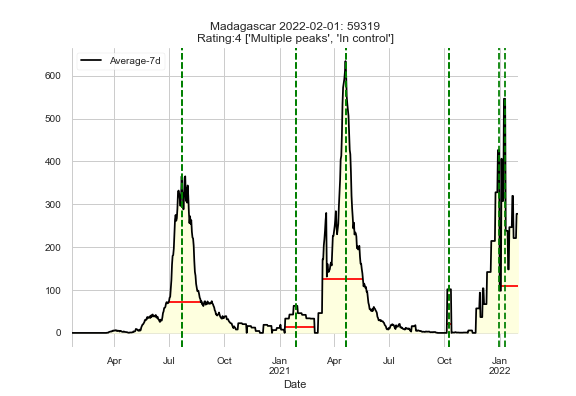 Madagascar 2022-02-01: 59319
Rating:4 ['Multiple peaks', 'In control']
Average-7d
600
500
400
300
200
100
0
Apr Jul Oct Jan Apr Jul Oct Jan
2021 2022
Date